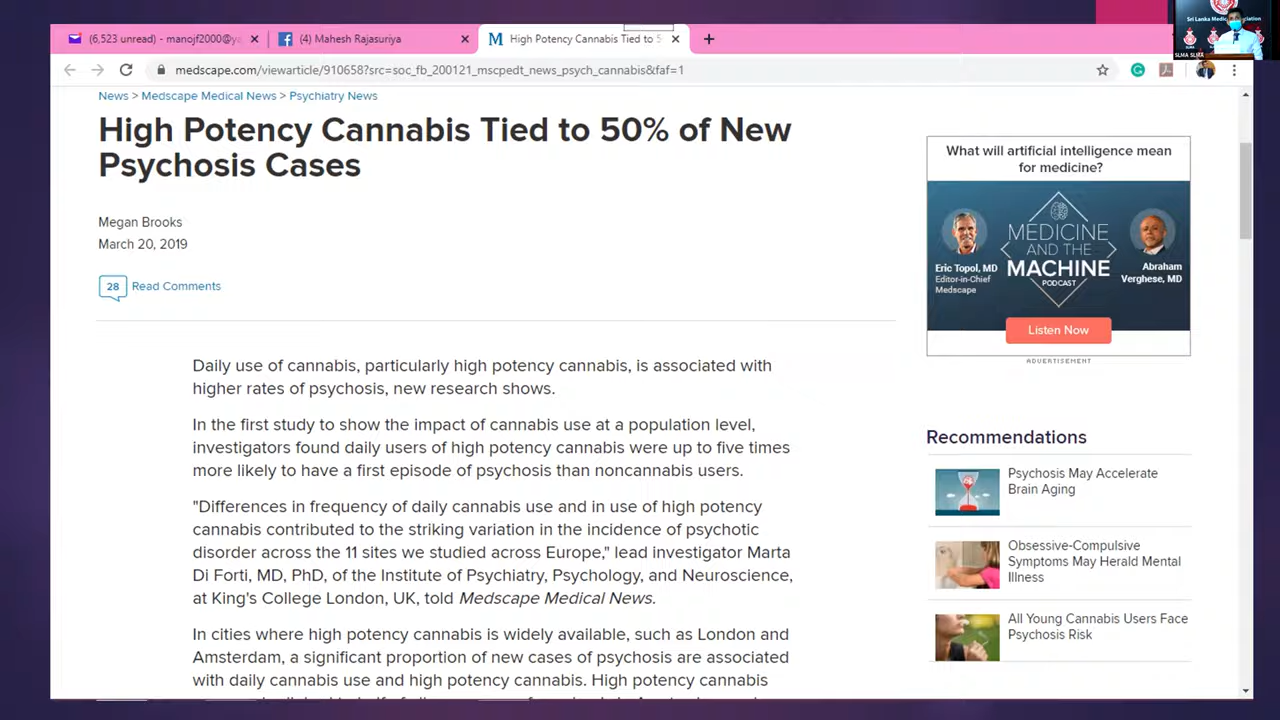 (6,523 unread) - manojf2000@ya
(4) Mahesh Rajasuriya
High Potency Cannabis Tied to 5
medscape.com/viewarticle/910658?src=soc_fb_200121_mscpedt_news_psych_cannabis&faf=1
Sri Lanka Medical Association
SLMA SLMA
News > Medscape Medical News > Psychiatry News
High Potency Cannabis Tied to 50% of New
Psychosis Cases
Megan Brooks
March 20, 2019
28 Read Comments
Daily use of cannabis, particularly high potency cannabis, is associated with
higher rates of psychosis, new research shows.
In the first study to show the impact of cannabis use at a population level,
investigators found daily users of high potency cannabis were up to five times
more likely to have a first episode of psychosis than noncannabis users.
"Differences in frequency of daily cannabis use and in use of high potency
cannabis contributed to the striking variation in the incidence of psychotic
disorder across the 11 sites we studied across Europe," lead investigator Marta
Di Forti, MD, PhD, of the Institute of Psychiatry, Psychology, and Neuroscience,
at King's College London, UK, told Medscape Medical News.
In cities where high potency cannabis is widely available, such as London and
Amsterdam, a significant proportion of new cases of psychosis are associated
with daily cannabis use and high potency cannabis. High potency cannabis
What will artificial intelligence mean
for medicine?
MEDICINE
AND THE
MACHINE
PODCAST
Eric Topol, MD
Editor-in-Chief
Medscape
Abraham
Verghese, MD
Listen Now
ADVERTISEMENT
Recommendations
Psychosis May Accelerate
Brain Aging
Obsessive-Compulsive
Symptoms May Herald Mental
Illness
All Young Cannabis Users Face
Psychosis Risk